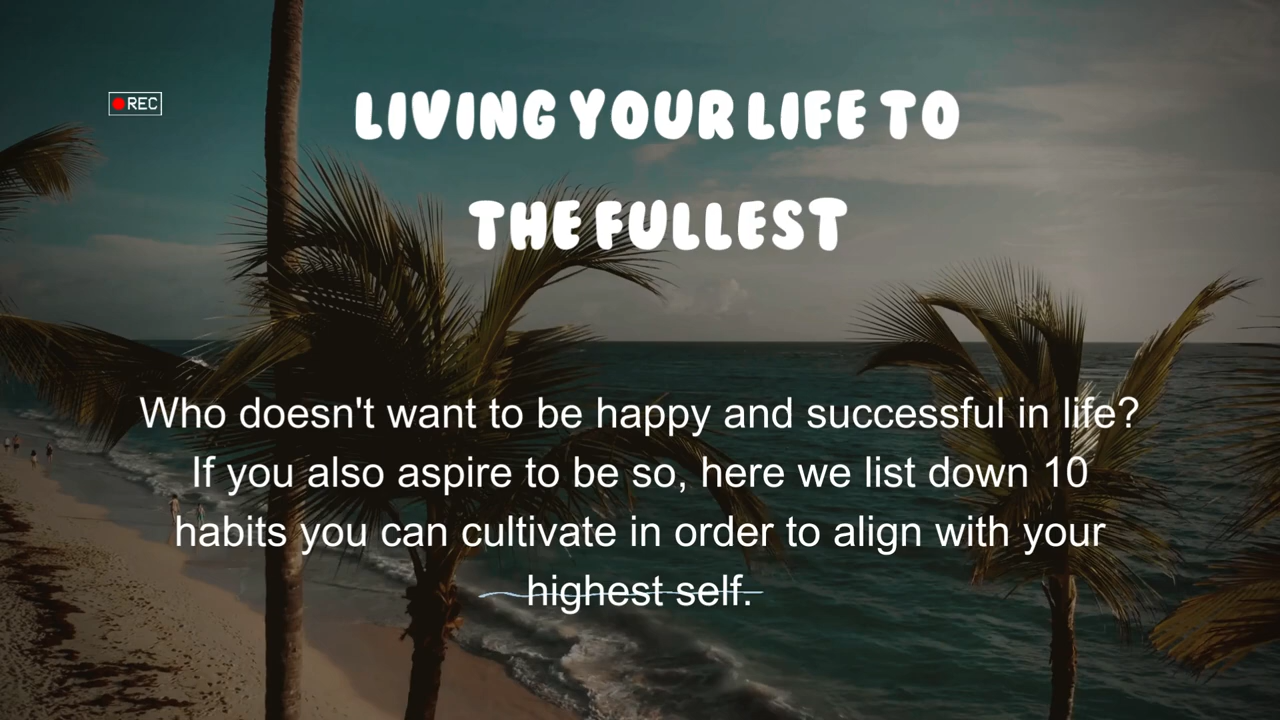 REC
LIVING YOUR LIFE TO
THE FULLEST
Who doesn't want to be happy and successful in life?
If you also aspire to be so, here we list down 10
habits you can cultivate in order to align with your
highest self.